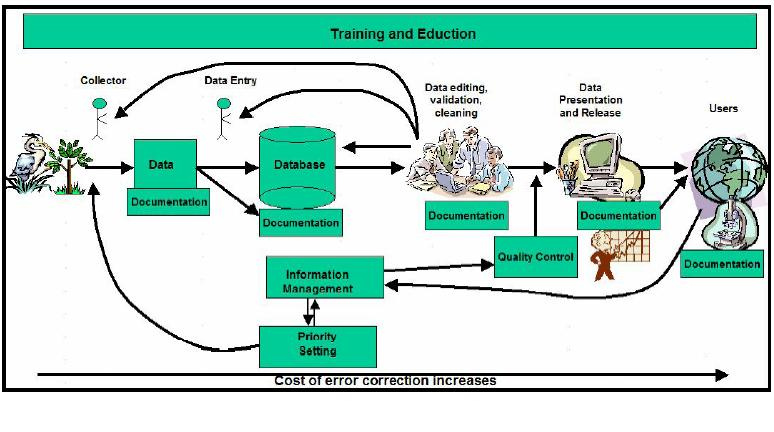 Training and Eduction
Collector
Data Entry
Data editing,
validation,
cleaning
Data
Presentation
and Release
Users
Data
Database
Documentation
Documentation
Documentation
Documentation
Documentation
Quality Control
Information
Management
Priority
Setting
Cost of error correction increases